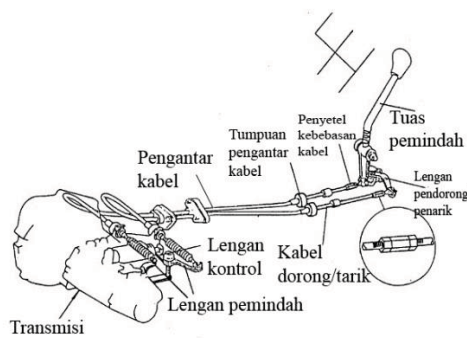 Penyetel
kebebasan
kabel
Tuas
pemindah
Tumpuan
pengantar
kabel
Pengantar
kabel
Lengan
pendorong
penarik
Lengan
kontrol
Kabel
dorong/tarik
Lengan pemindah
Transmisi